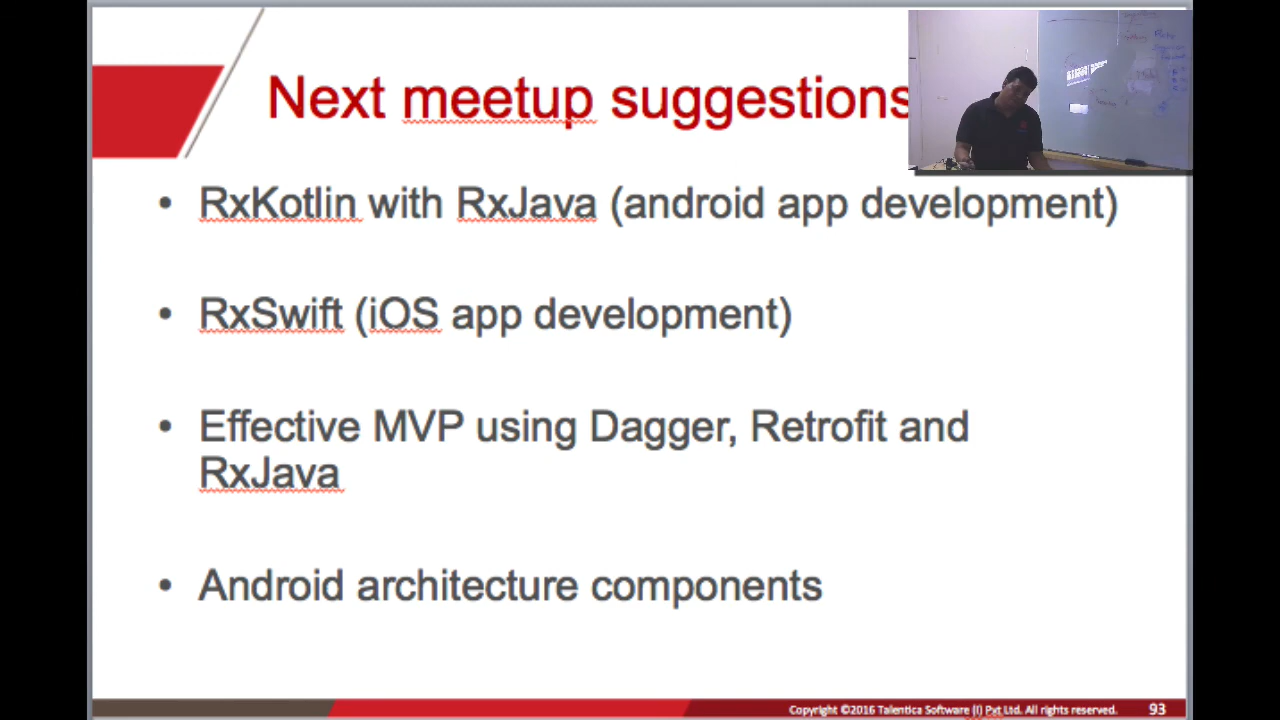 Next meetup suggestions
• RxKotlin with RxJava (android app development)
• RxSwift (iOS app development)
• Effective MVP using Dagger, Retrofit and
RxJava
• Android architecture components
Copyright ©2016 Talentica Software (I) Pvt Ltd. All rights reserved. 93